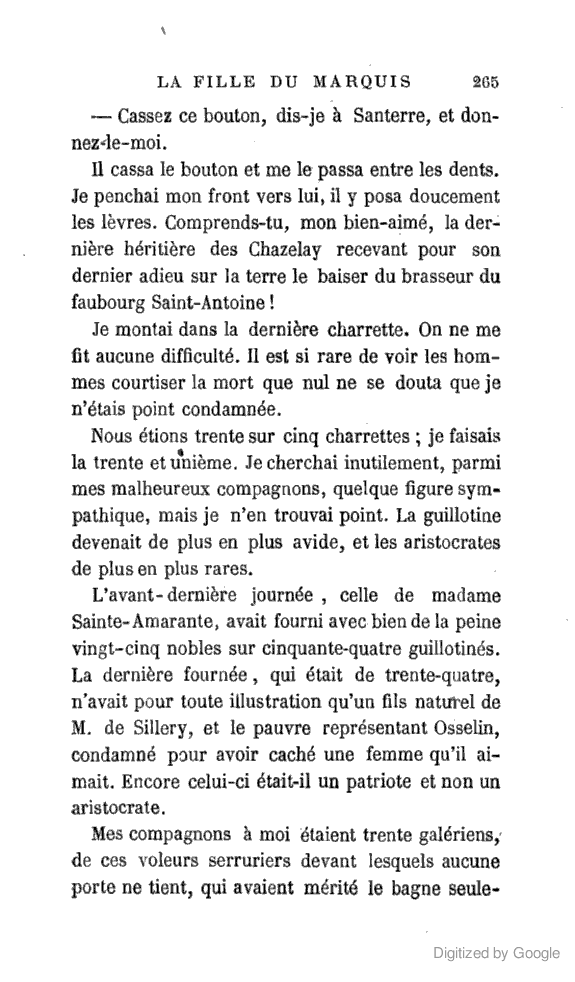 LA FILLE DU MARQUIS 265
— Cassez ce bouton, dis-je à Santerre, et don-
nez-le-moi.
Il cassa le bouton et me le passa entre les dents.
Je penchai mon front vers lui, il y posa doucement
les lèvres. Comprends-tu, mon bien-aimé, la der-
nière héritière des Chazelay recevant pour son
dernier adieu sur la terre le baiser du brasseur du
faubourg Saint-Antoine !
Je montai dans la dernière charrette. On ne me
fit aucune difficulté. Il est si rare de voir les hom-
mes courtiser la mort que nul ne se douta que je
n'étais point condamnée.
Nous étions trente sur cinq charrettes ; je faisais
la trente et unième. Je cherchai inutilement, parmi
mes malheureux compagnons, quelque figure sym-
pathique, mais je n'en trouvai point. La guillotine
devenait de plus en plus avide, et les aristocrates
de plus en plus rares.
L'avant-dernière journée , celle de madame
Sainte-Amarante, avait fourni avec bien de la peine
vingt-cinq nobles sur cinquante-quatre guillotinés.
La dernière fournée , qui était de trente-quatre,
n'avait pour toute illustration qu'un fils naturel de
M. de Sillery, et le pauvre représentant Osselin,
condamné pour avoir caché une femme qu'il ai-
mait. Encore celui-ci était-il un patriote et non un
aristocrate.
Mes compagnons à moi étaient trente galériens,
de ces voleurs serruriers devant lesquels aucune
porte ne tient, qui avaient mérité le bagne seule-
Digitized by Google